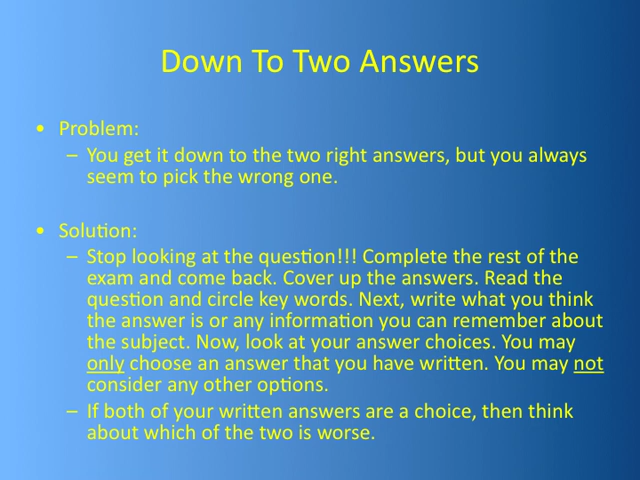 Down To Two Answers
• Problem:
– You get it down to the two right answers, but you always
seem to pick the wrong one.
• Solution:
– Stop looking at the question!!! Complete the rest of the
exam and come back. Cover up the answers. Read the
question and circle key words. Next, write what you think
the answer is or any information you can remember about
the subject. Now, look at your answer choices. You may
only choose an answer that you have written. You may not
consider any other options.
– If both of your written answers are a choice, then think
about which of the two is worse.